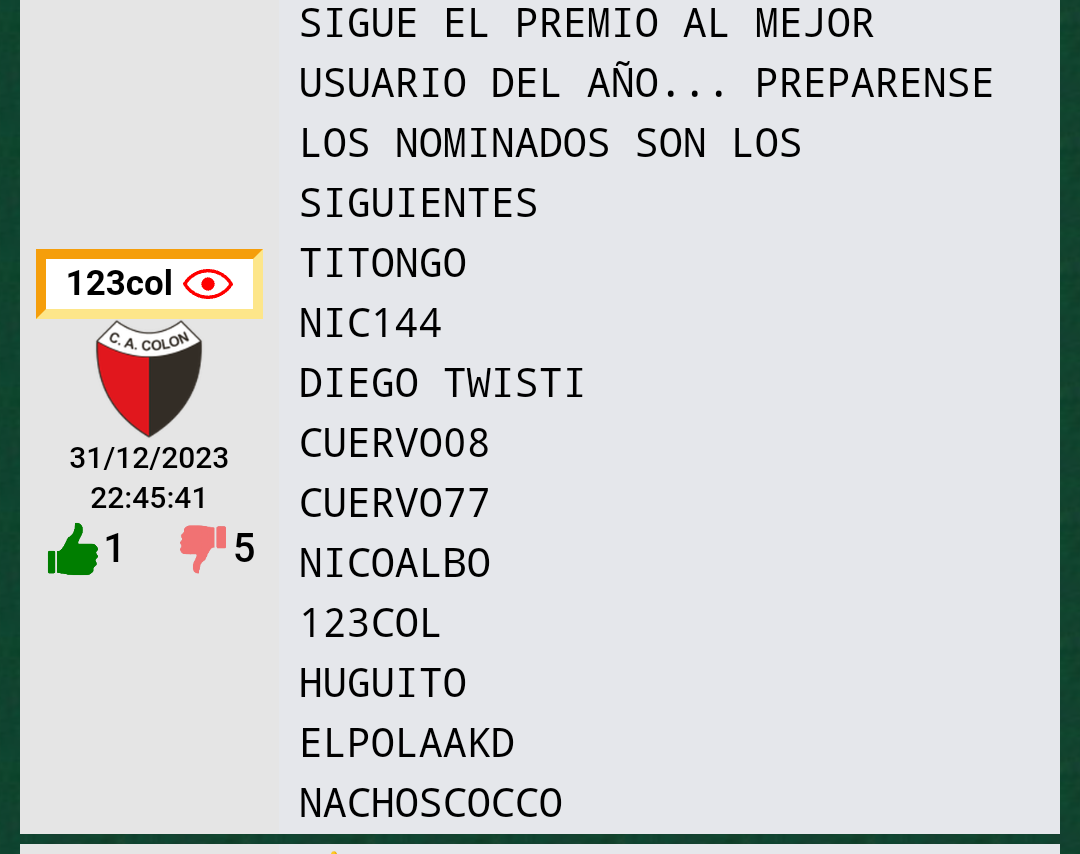 SIGUE EL PREMIO AL MEJOR
USUARIO DEL AÑO... PREPARENSE
LOS NOMINADOS SON LOS
SIGUIENTES
TITONGO
NIC144
DIEGO TWISTI
CUERVO08
CUERVO77
NICOALBO
123COL
HUGUITO
ELPOLAAKD
NACHOSCOCCO
123col
C. A. COLON
31/12/2023
22:45:41
1 5